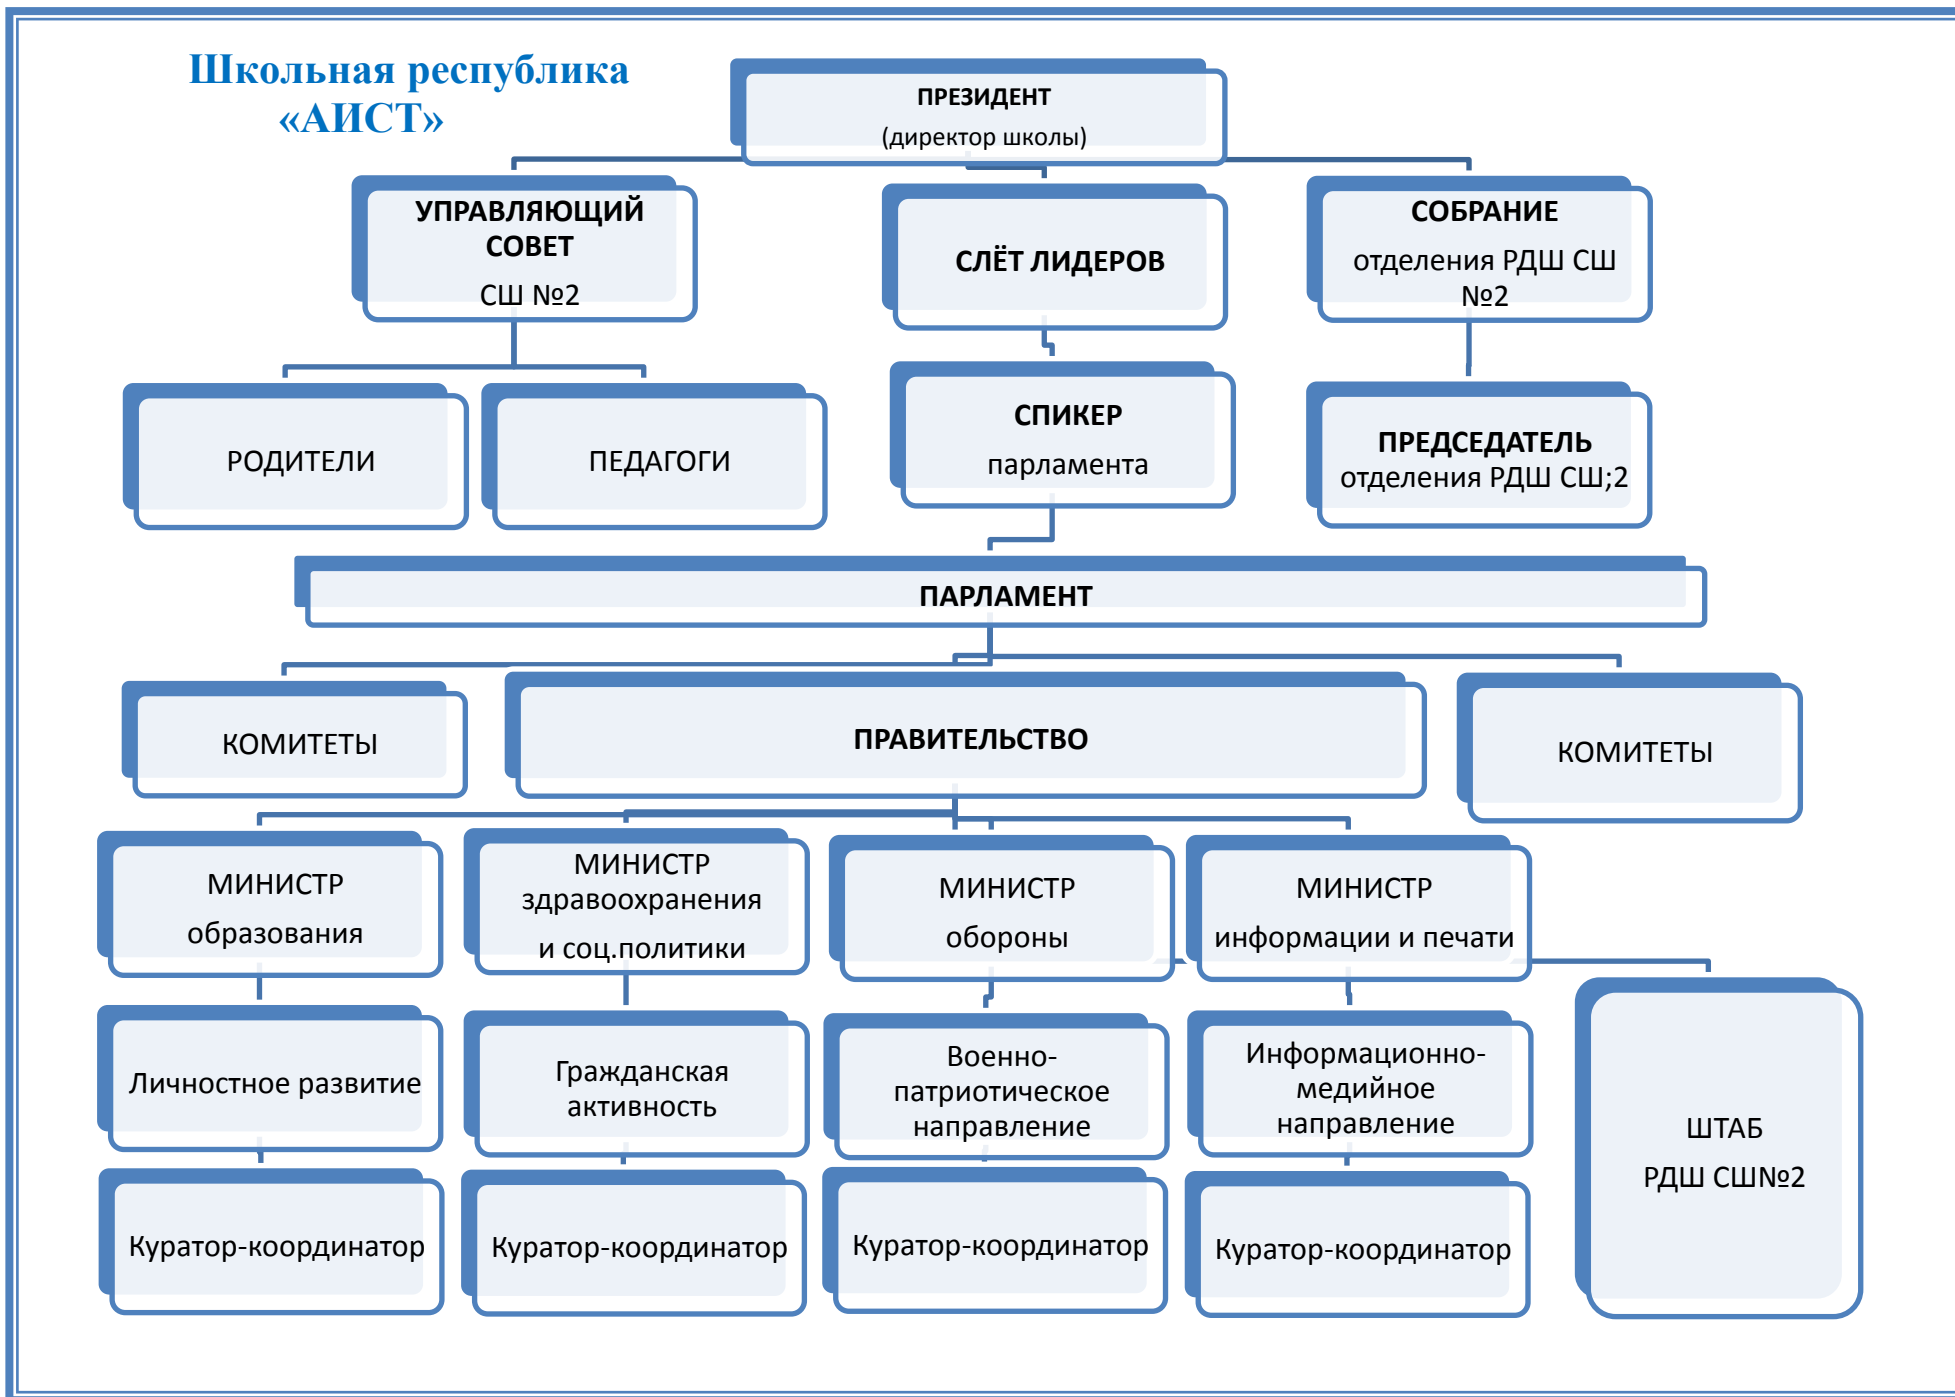 Школьная республика
«АИСТ»
ПРЕЗИДЕНТ
(директор школы)
УПРАВЛЯЮЩИЙ
СОВЕТ
СШ №2
СЛЁТ ЛИДЕРОВ
СОБРАНИЕ
отделения РДШ СШ
№2
РОДИТЕЛИ
ПЕДАГОГИ
СПИКЕР
парламента
ПРЕДСЕДАТЕЛЬ
отделения РДШ СШ;2
ПАРЛАМЕНТ
КОМИТЕТЫ
ПРАВИТЕЛЬСТВО
КОМИТЕТЫ
МИНИСТР
образования
МИНИСТР
здравоохранения
и соц.политики
МИНИСТР
обороны
МИНИСТР
информации и печати
Личностное развитие
Гражданская
активность
Военно-
патриотическое
направление
Информационно-
медийное
направление
ШТАБ
РДШ СШ№2
Куратор-координатор
Куратор-координатор
Куратор-координатор
Куратор-координатор